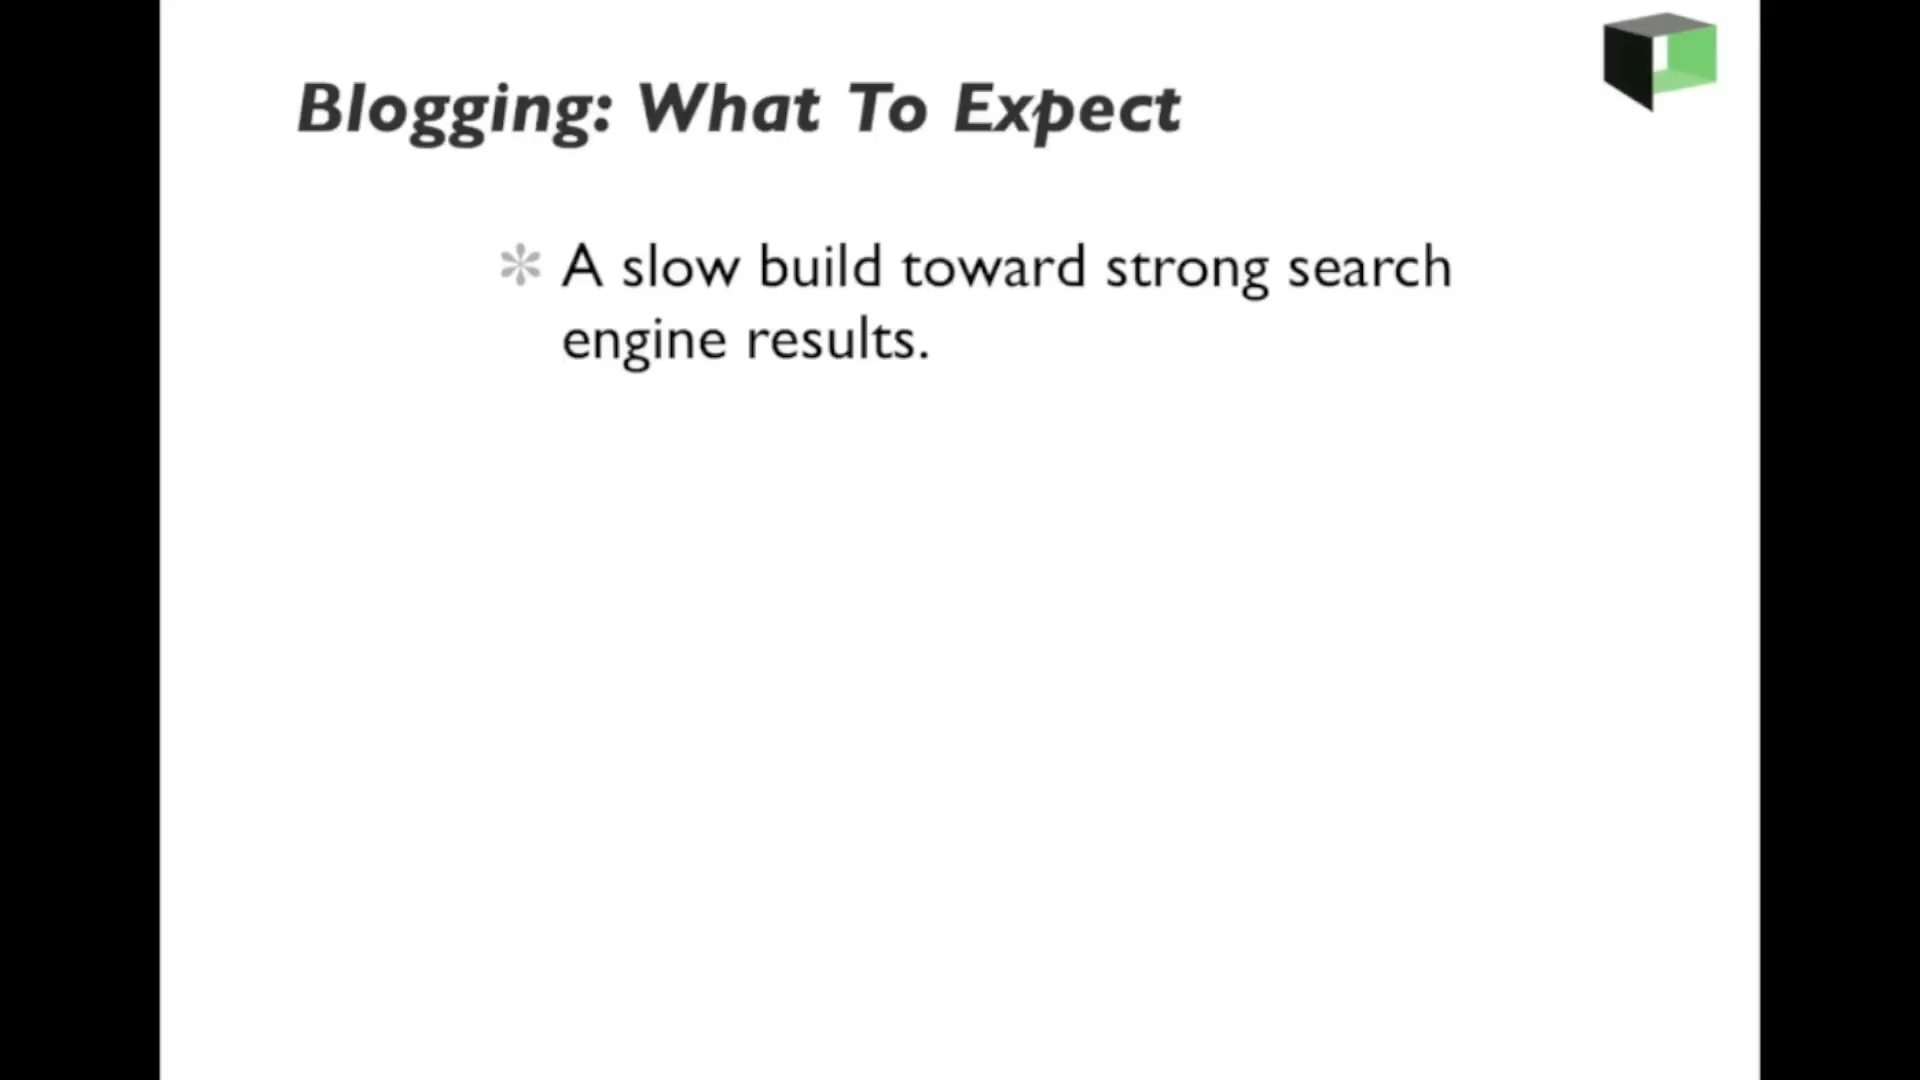 Blogging: What To Expect
A slow build toward strong search
engine results.